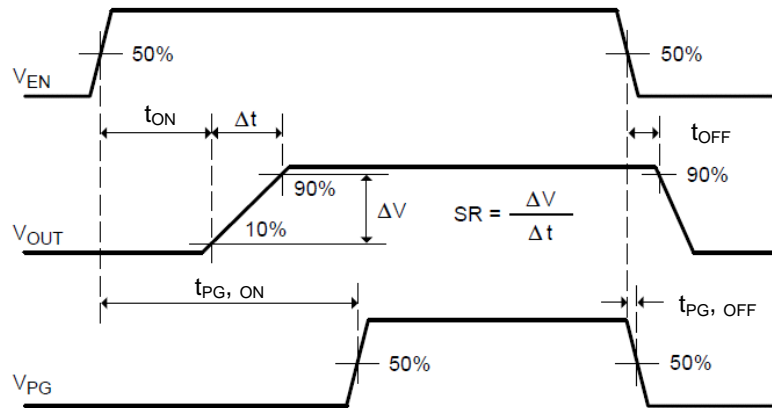 50%
50%
V_EN
t_ON
Δt
t_OFF
90%
90%
ΔV
SR = ΔV / Δt
10%
V_OUT
t_PG, ON
t_PG, OFF
50%
50%
V_PG